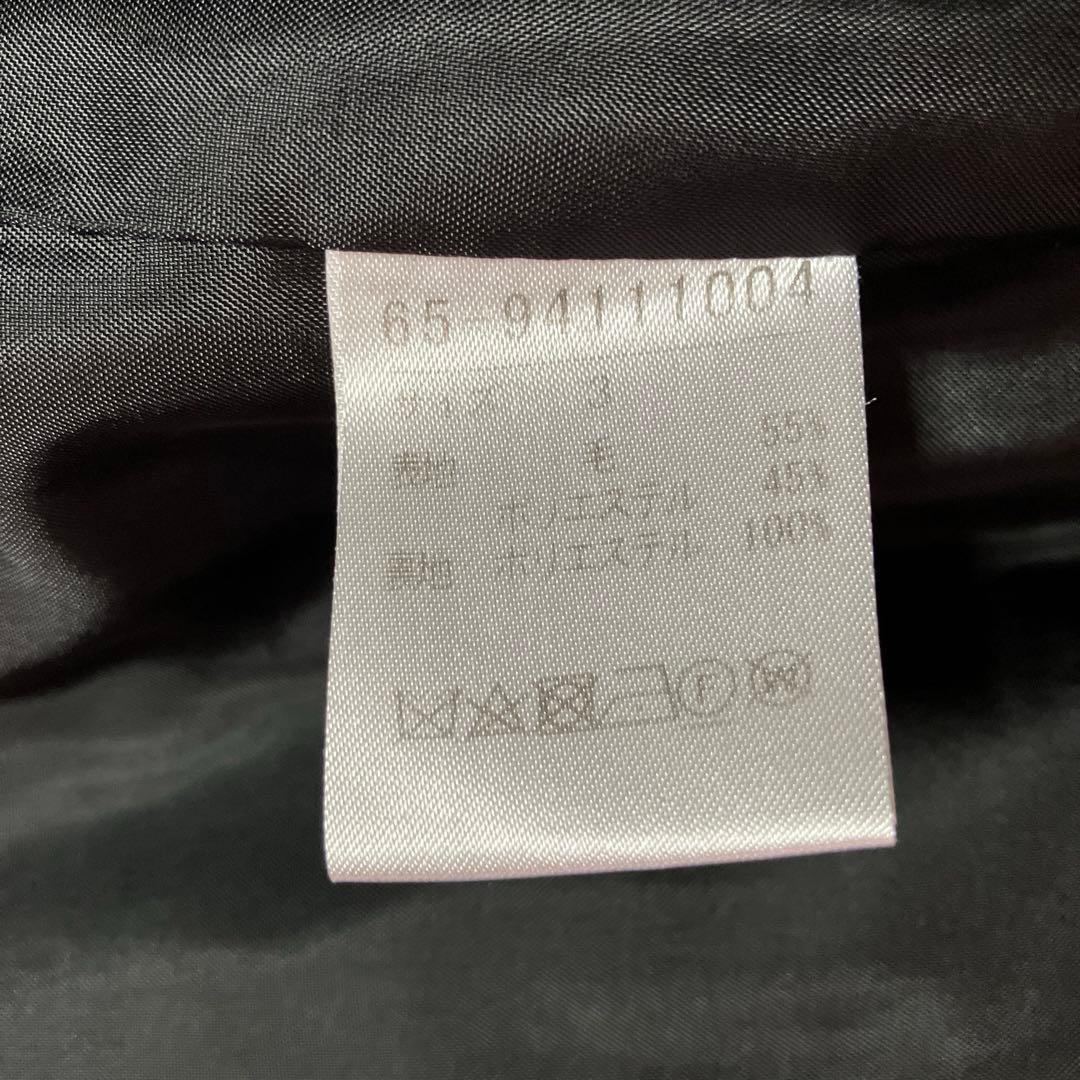 65-94111004
サイズ 3
表地 毛 55%
ポリエステル 45%
裏地 ポリエステル 100%
P
W